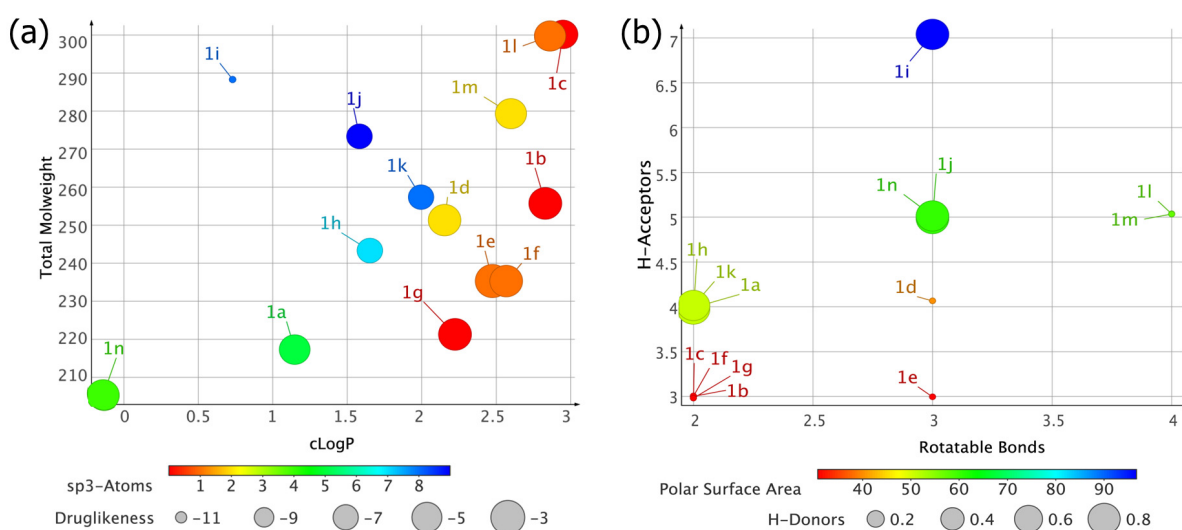 (a)
Total Molweight
300
290
280
270
260
250
240
230
220
210
1i
1j
1k
1h
1a
1n
1l
1c
1m
1b
1d
1e
1f
1g
0 0.5 1 1.5 2 2.5 3
cLogP
sp3-Atoms
1 2 3 4 5 6 7 8
Druglikeness -11 -9 -7 -5 -3
(b)
H-Acceptors
7
6.5
6
5.5
5
4.5
4
3.5
3
1i
1j
1n
1l
1m
1h
1k
1a
1d
1c
1f
1g
1b
1e
2 2.5 3 3.5 4
Rotatable Bonds
Polar Surface Area
40 50 60 70 80 90
H-Donors 0.2 0.4 0.6 0.8